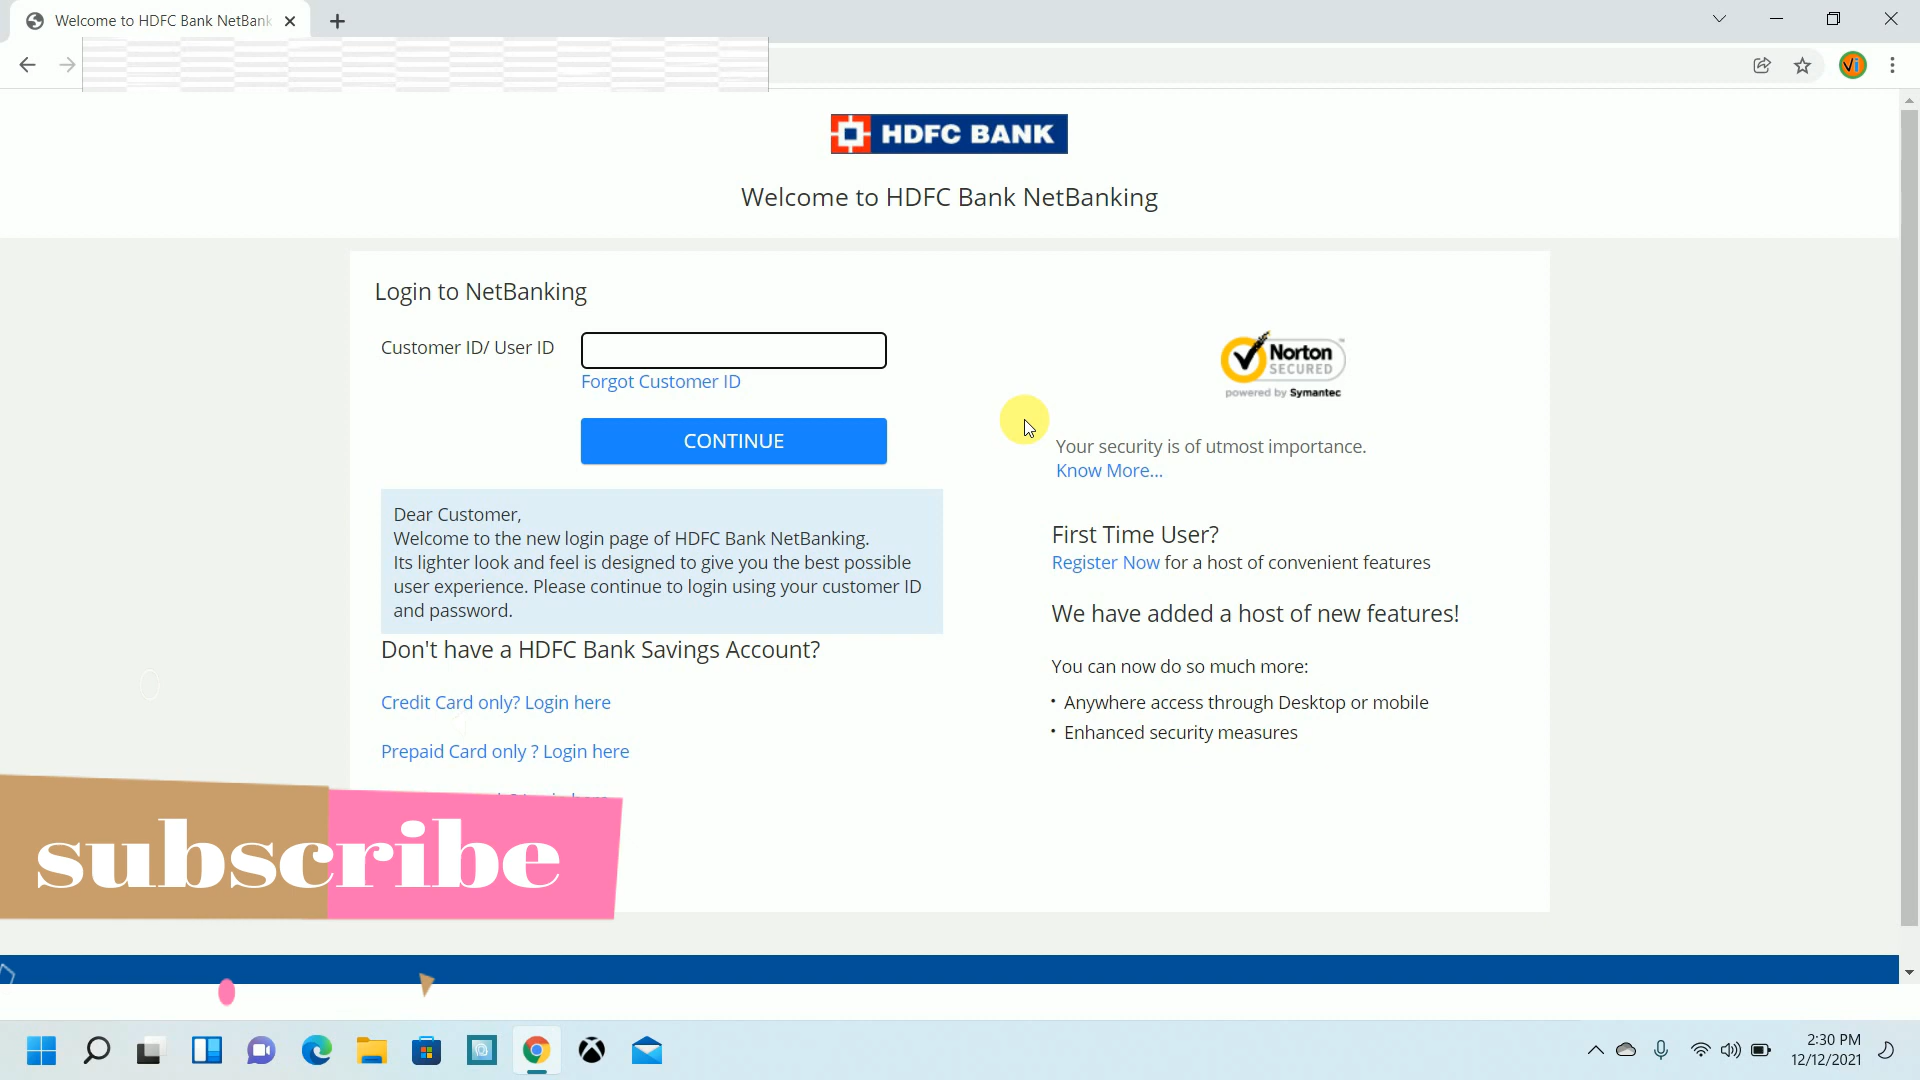 Welcome to HDFC Bank NetBank
HDFC BANK
Welcome to HDFC Bank NetBanking
Login to NetBanking
Customer ID/ User ID
Forgot Customer ID
CONTINUE
Norton
SECURED
powered by Symantec
Your security is of utmost importance.
Know More...
Dear Customer,
Welcome to the new login page of HDFC Bank NetBanking.
Its lighter look and feel is designed to give you the best possible
user experience. Please continue to login using your customer ID
and password.
First Time User?
Register Now for a host of convenient features
We have added a host of new features!
You can now do so much more:
• Anywhere access through Desktop or mobile
• Enhanced security measures
Don't have a HDFC Bank Savings Account?
Credit Card only? Login here
Prepaid Card only ? Login here
subscribe
2:30 PM
12/12/2021